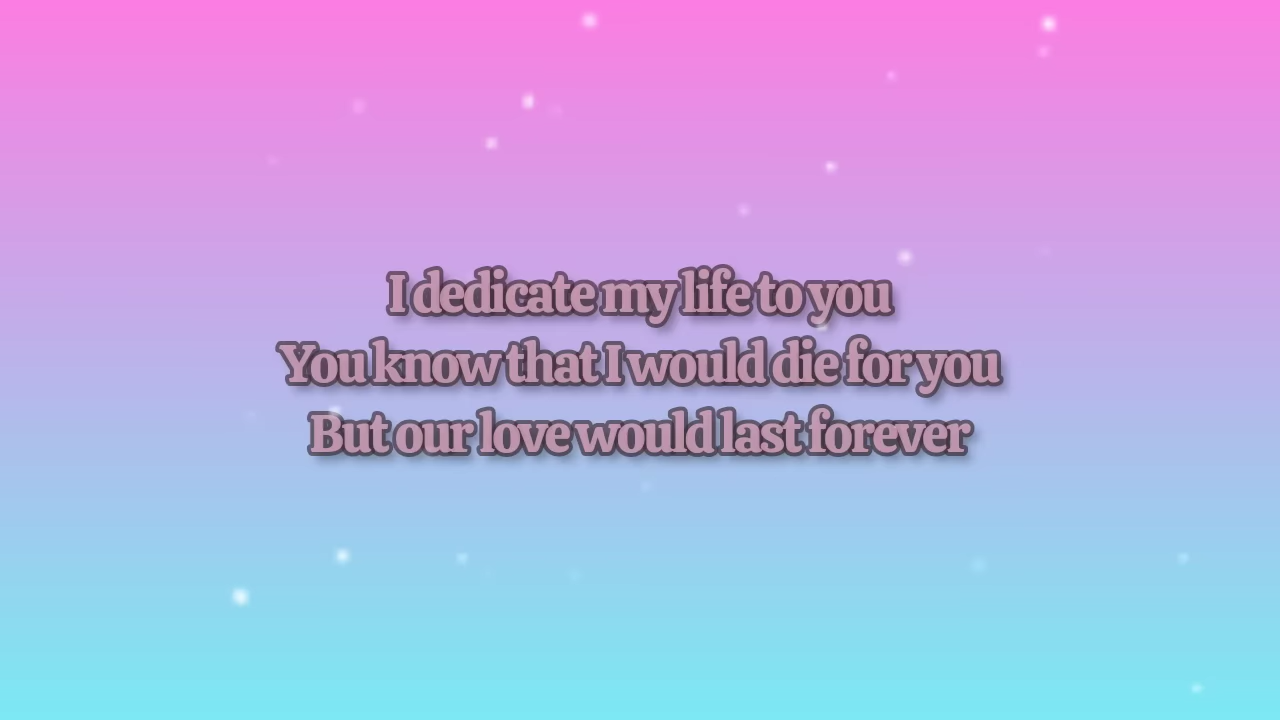 I dedicate my life to you
You know that I would die for you
But our love would last forever